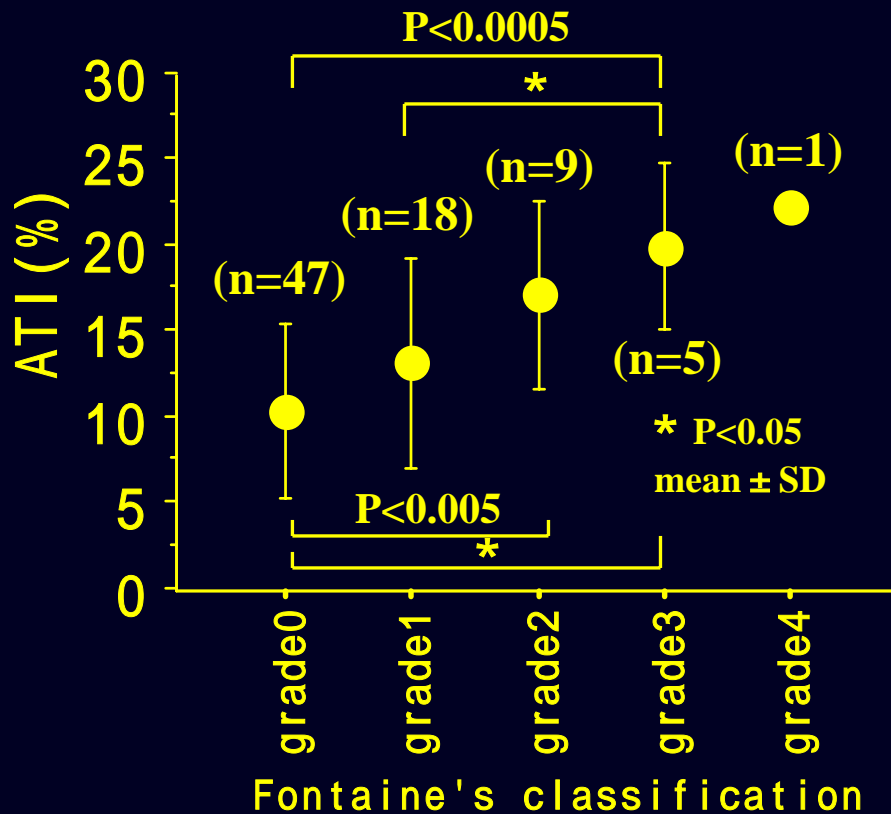 P<0.0005
*
30
25
20
15
10
5
0
ATI(%)
(n=47)
(n=18)
(n=9)
(n=5)
(n=1)
* P<0.05
mean ± SD
P<0.005
*
grade0
grade1
grade2
grade3
grade4
Fontaine's classification